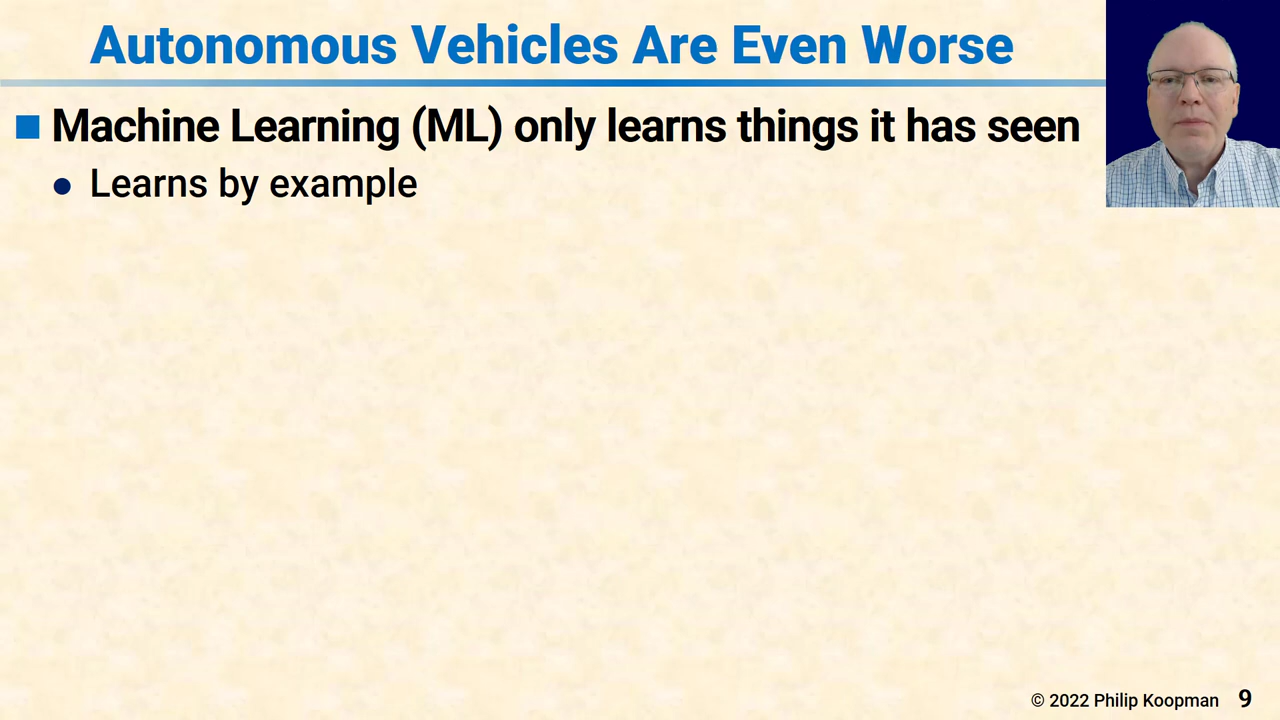 Autonomous Vehicles Are Even Worse
Machine Learning (ML) only learns things it has seen
Learns by example
© 2022 Philip Koopman 9